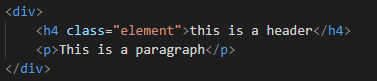 <div>
    <h4 class="element">this is a header</h4>
    <p>This is a paragraph</p>
</div>